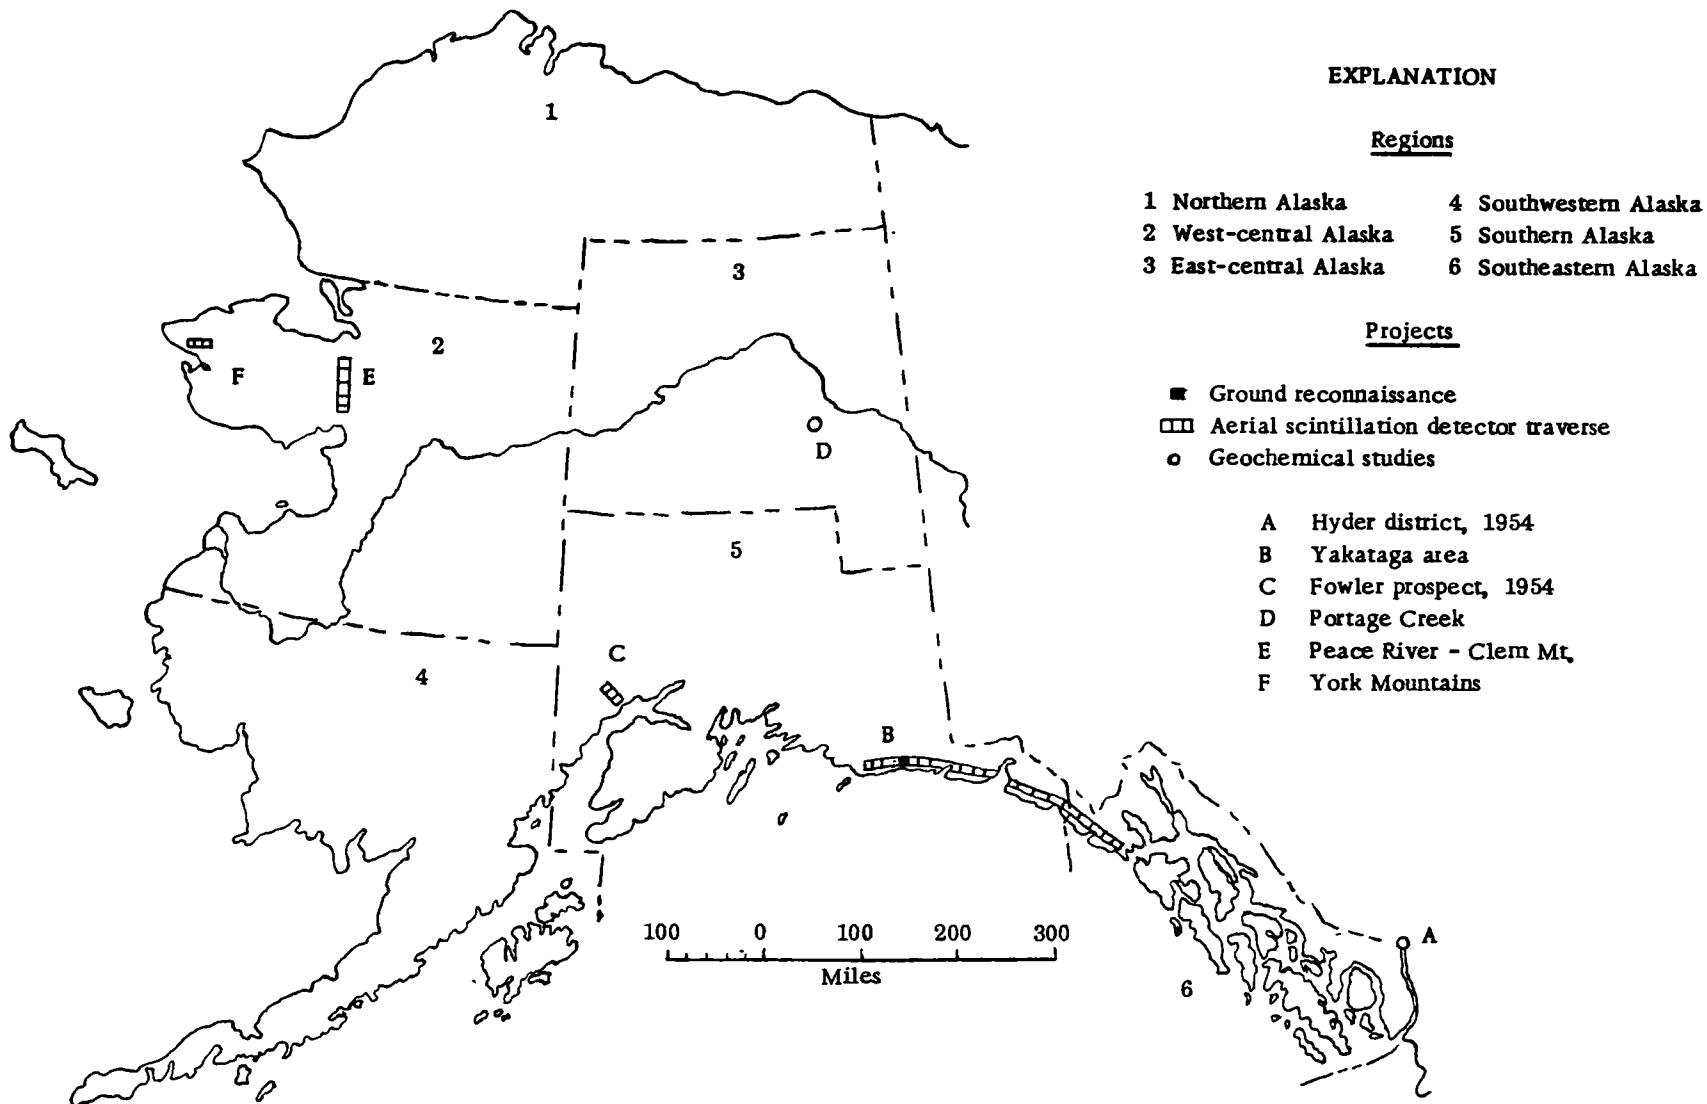 EXPLANATION
Regions
1 Northern Alaska
2 West-central Alaska
3 East-central Alaska
4 Southwestern Alaska
5 Southern Alaska
6 Southeastern Alaska
Projects
Ground reconnaissance
Aerial scintillation detector traverse
Geochemical studies
A Hyder district, 1954
B Yakataga area
C Fowler prospect, 1954
D Portage Creek
E Peace River - Clem Mt.
F York Mountains
1
2
3
F
E
D
5
4
C
B
A
6
100 0 100 200 300
Miles